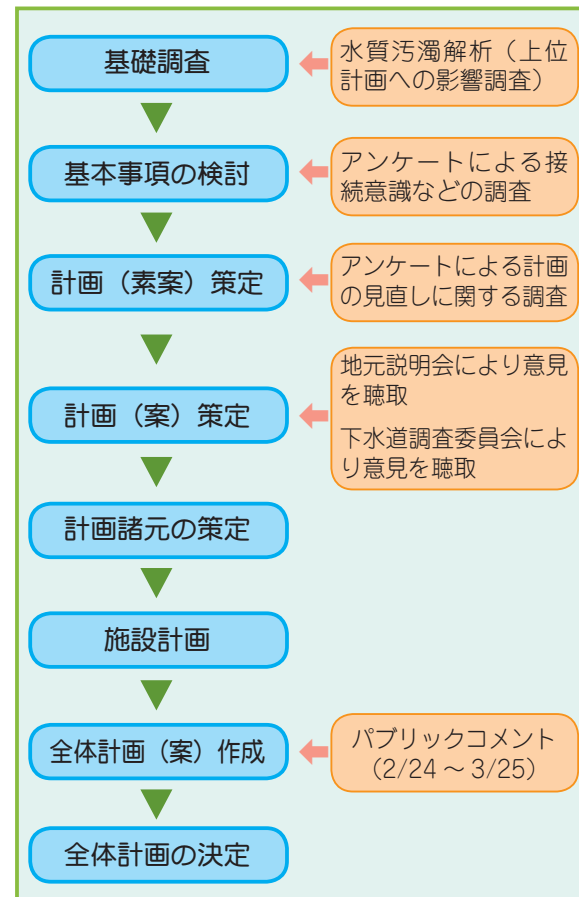 基礎調査
水質汚濁解析（上位
計画への影響調査）
基本事項の検討
アンケートによる接
続意識などの調査
計画（素案）策定
アンケートによる計画
の見直しに関する調査
計画（案）策定
地元説明会により意見
を聴取
下水道調査委員会によ
り意見を聴取
計画諸元の策定
施設計画
全体計画（案）作成
パブリックコメント
（2/24 ～ 3/25）
全体計画の決定